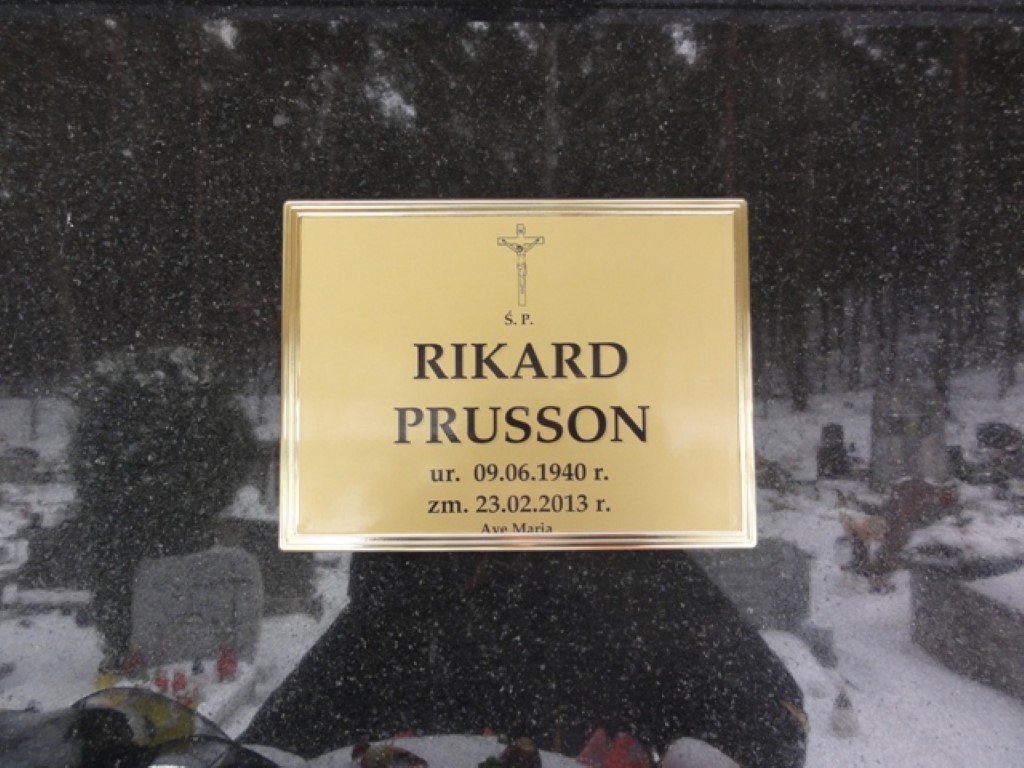 Ś. P.
RIKARD
PRUSSON
ur. 09.06.1940 r.
zm. 23.02.2013 r.
Ave Maria